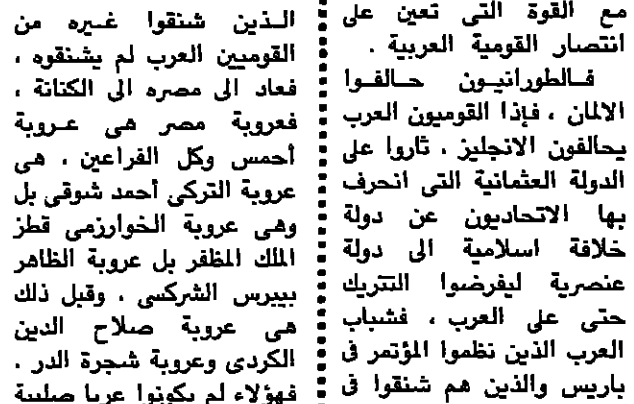 مع القوة التى تعين على
انتصار القومية العربية .
فالطورانيون حالفوا
الالمان ، فإذا القوميون العرب
يحالفون الانجليز . ثاروا على
الدولة العثمانية التى انحرف
بها الاتحاديون عن دولة
خلافة اسلامية الى دولة
عنصرية ليفرضوا التتريك
حتى على العرب ، فشباب
العرب الذين نظموا المؤتمر فى
باريس والذين هم شنقوا فى
الذين شنقوا غيره من
القوميين العرب لم يشنقوه ،
فعاد الى مصره الى الكنانة ،
فعروبة مصر هى عروبة
أحمس وكل الفراعين . هى
عروبة التركى أحمد شوقى بل
وهى عروبة الخوارزمى قطز
الملك المظفر بل عروبة الظاهر
بيبرس الشركسى . وقبل ذلك
هى عروبة صلاح الدين
الكردى وعروبة شجرة الدر .
فهؤلاء لم يكونوا عربا صليبة